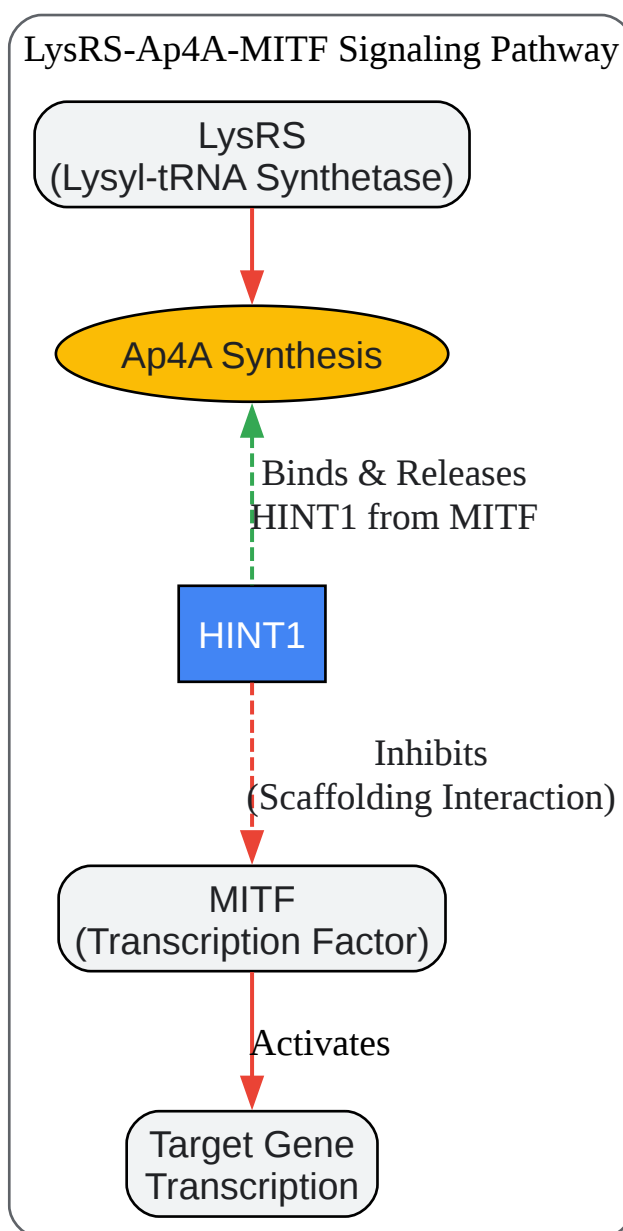 LysRS-Ap4A-MITF Signaling Pathway
LysRS
(Lysyl-tRNA Synthetase)
Ap4A Synthesis
Binds & Releases
HINT1 from MITF
HINT1
Inhibits
(Scaffolding Interaction)
MITF
(Transcription Factor)
Activates
Target Gene
Transcription